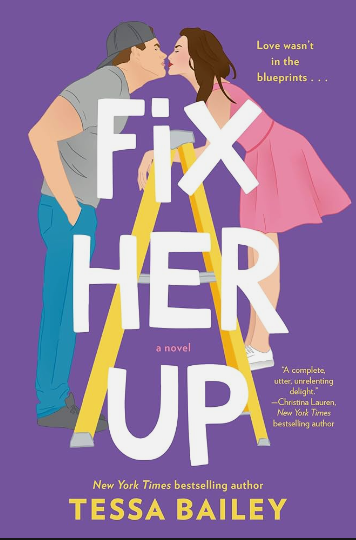 Love wasn't
in the
blueprints . . .
FiX
HER
a novel
UP
"A complete,
utter, unrelenting
delight."
—Christina Lauren,
New York Times
bestselling author
New York Times bestselling author
TESSA BAILEY